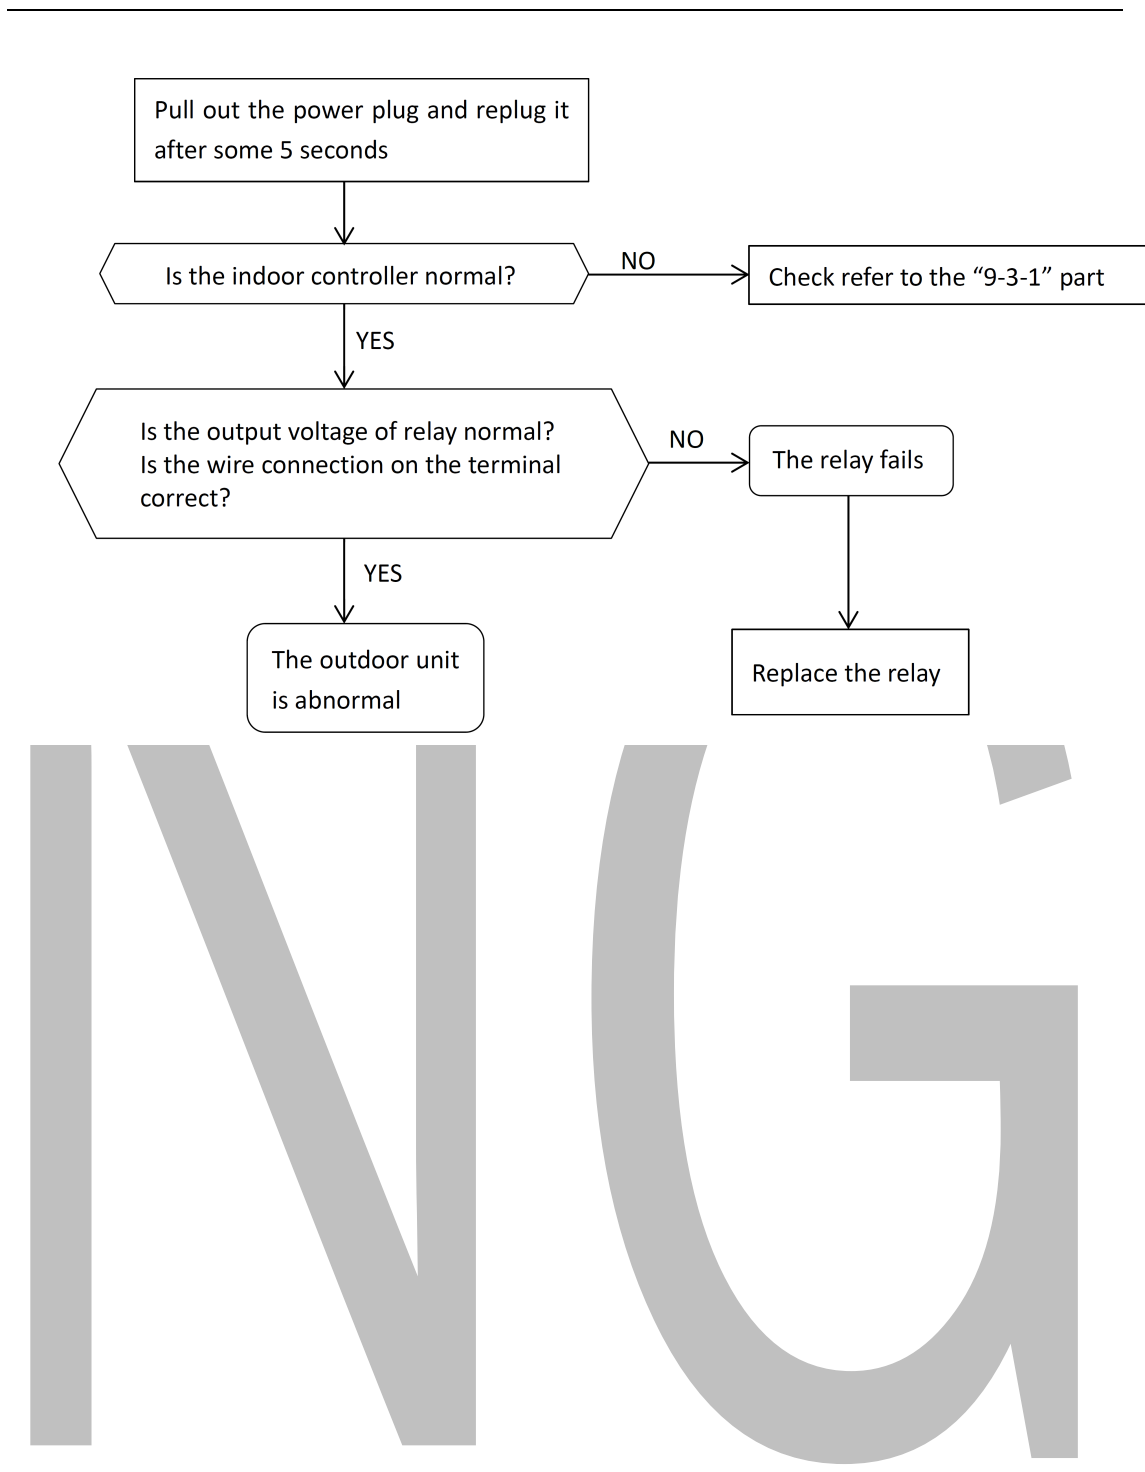 Pull out the power plug and replug it
after some 5 seconds
Is the indoor controller normal?
NO
Check refer to the “9-3-1” part
YES
Is the output voltage of relay normal?
Is the wire connection on the terminal
correct?
NO
The relay fails
YES
The outdoor unit
is abnormal
Replace the relay
NG